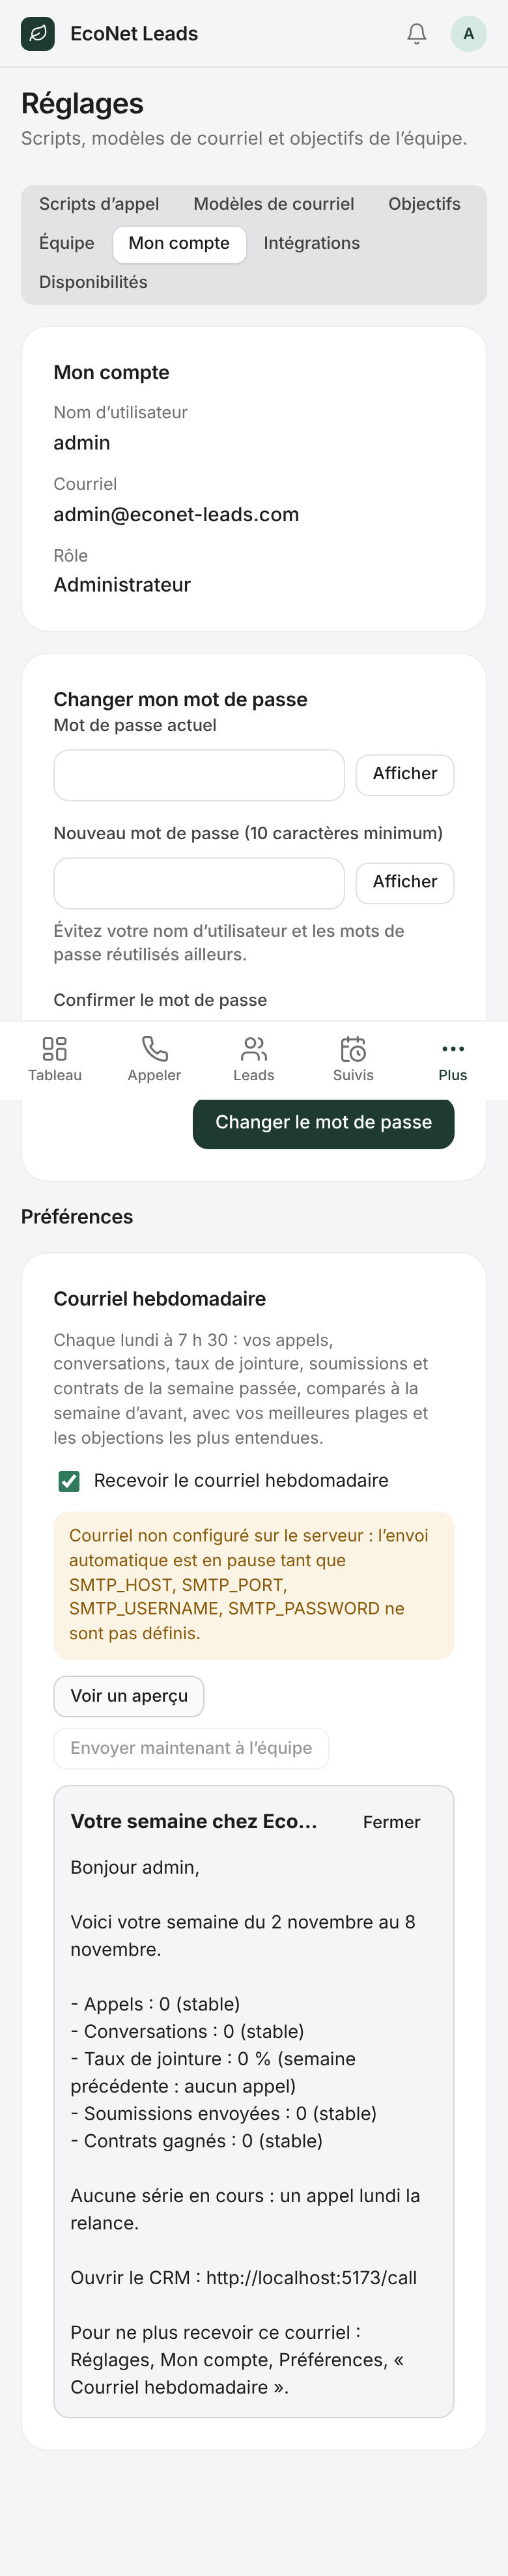 EcoNet Leads
A
Réglages
Scripts, modèles de courriel et objectifs de l’équipe.
Scripts d’appel
Modèles de courriel
Objectifs
Équipe
Mon compte
Intégrations
Disponibilités
Mon compte
Nom d’utilisateur
admin
Courriel
admin@econet-leads.com
Rôle
Administrateur
Changer mon mot de passe
Mot de passe actuel
Afficher
Nouveau mot de passe (10 caractères minimum)
Afficher
Évitez votre nom d’utilisateur et les mots de
passe réutilisés ailleurs.
Confirmer le mot de passe
Tableau
Appeler
Leads
Suivis
Plus
Changer le mot de passe
Préférences
Courriel hebdomadaire
Chaque lundi à 7 h 30 : vos appels,
conversations, taux de jointure, soumissions et
contrats de la semaine passée, comparés à la
semaine d’avant, avec vos meilleures plages et
les objections les plus entendues.
Recevoir le courriel hebdomadaire
Courriel non configuré sur le serveur : l’envoi
automatique est en pause tant que
SMTP_HOST, SMTP_PORT,
SMTP_USERNAME, SMTP_PASSWORD ne
sont pas définis.
Voir un aperçu
Envoyer maintenant à l’équipe
Votre semaine chez Eco…
Fermer
Bonjour admin,
Voici votre semaine du 2 novembre au 8
novembre.
- Appels : 0 (stable)
- Conversations : 0 (stable)
- Taux de jointure : 0 % (semaine
précédente : aucun appel)
- Soumissions envoyées : 0 (stable)
- Contrats gagnés : 0 (stable)
Aucune série en cours : un appel lundi la
relance.
Ouvrir le CRM : http://localhost:5173/call
Pour ne plus recevoir ce courriel :
Réglages, Mon compte, Préférences, «
Courriel hebdomadaire ».